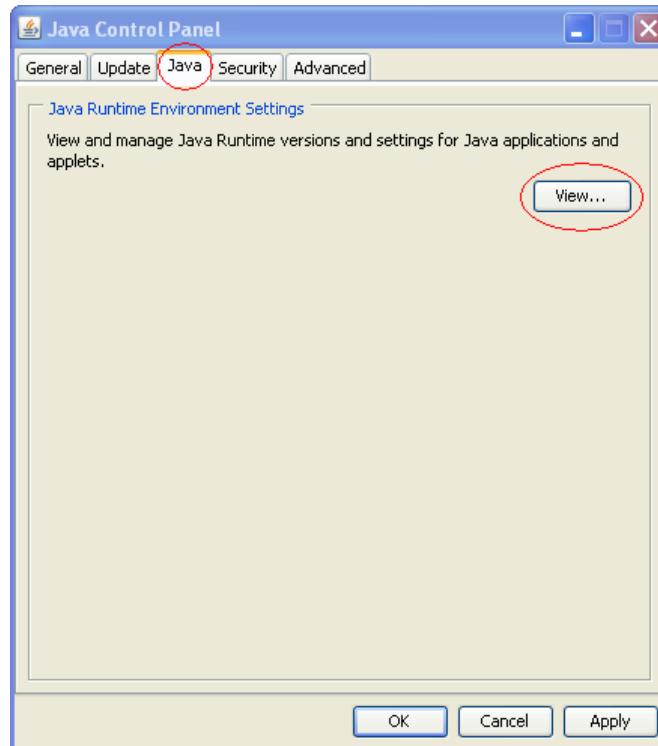 Java Control Panel
General Update Java Security Advanced
Java Runtime Environment Settings
View and manage Java Runtime versions and settings for Java applications and
applets.
View...
OK Cancel Apply